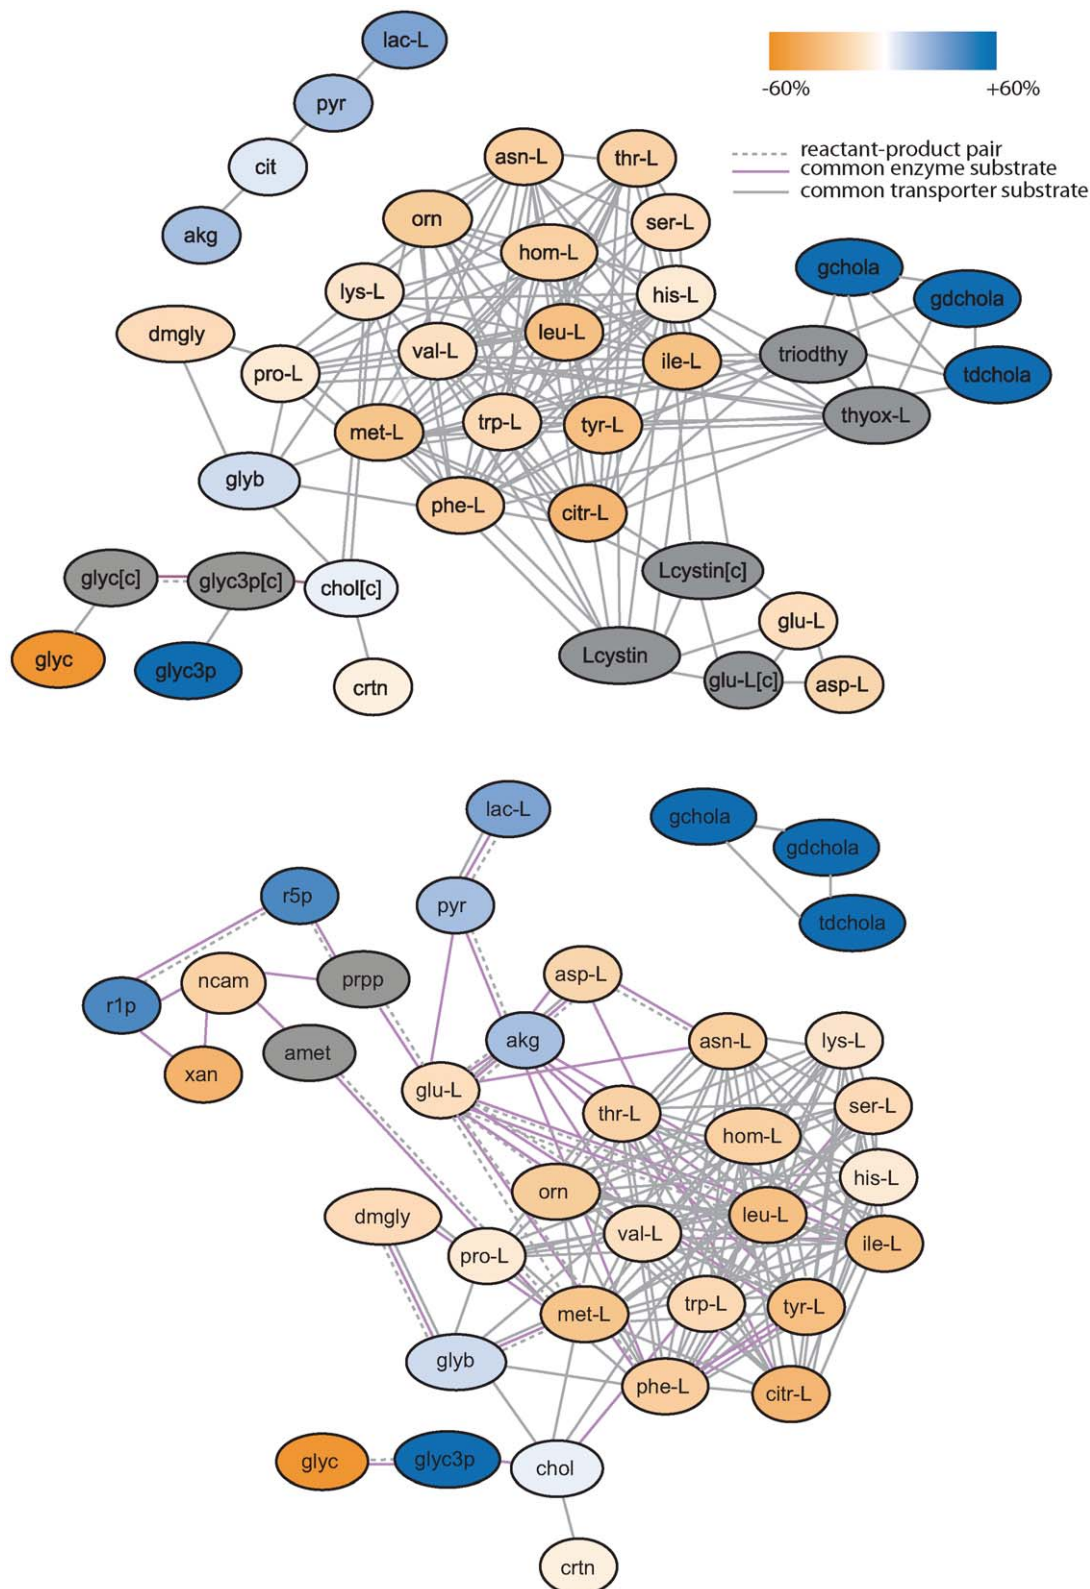 lac-L
-60% +60%
pyr
reactant-product pair
common enzyme substrate
common transporter substrate
asn-L thr-L
cit
orn ser-L
akg
hom-L
gchola
lys-L his-L gdchola
dmgly leu-L
val-L ile-L triodthy
pro-L tdchola
thyox-L
met-L trp-L tyr-L
glyb
phe-L citr-L
glyc[c] glyc3p[c] chol[c] Lcystin[c]
glu-L
glyc glyc3p Lcystin
crtn glu-L[c] asp-L
lac-L gchola
gdchola
r5p pyr
tdchola
ncam prpp asp-L
r1p
akg asn-L lys-L
amet
xan glu-L
thr-L ser-L
hom-L
his-L
orn
dmgly leu-L
val-L ile-L
pro-L
met-L trp-L tyr-L
glyb
phe-L citr-L
glyc glyc3p chol
crtn